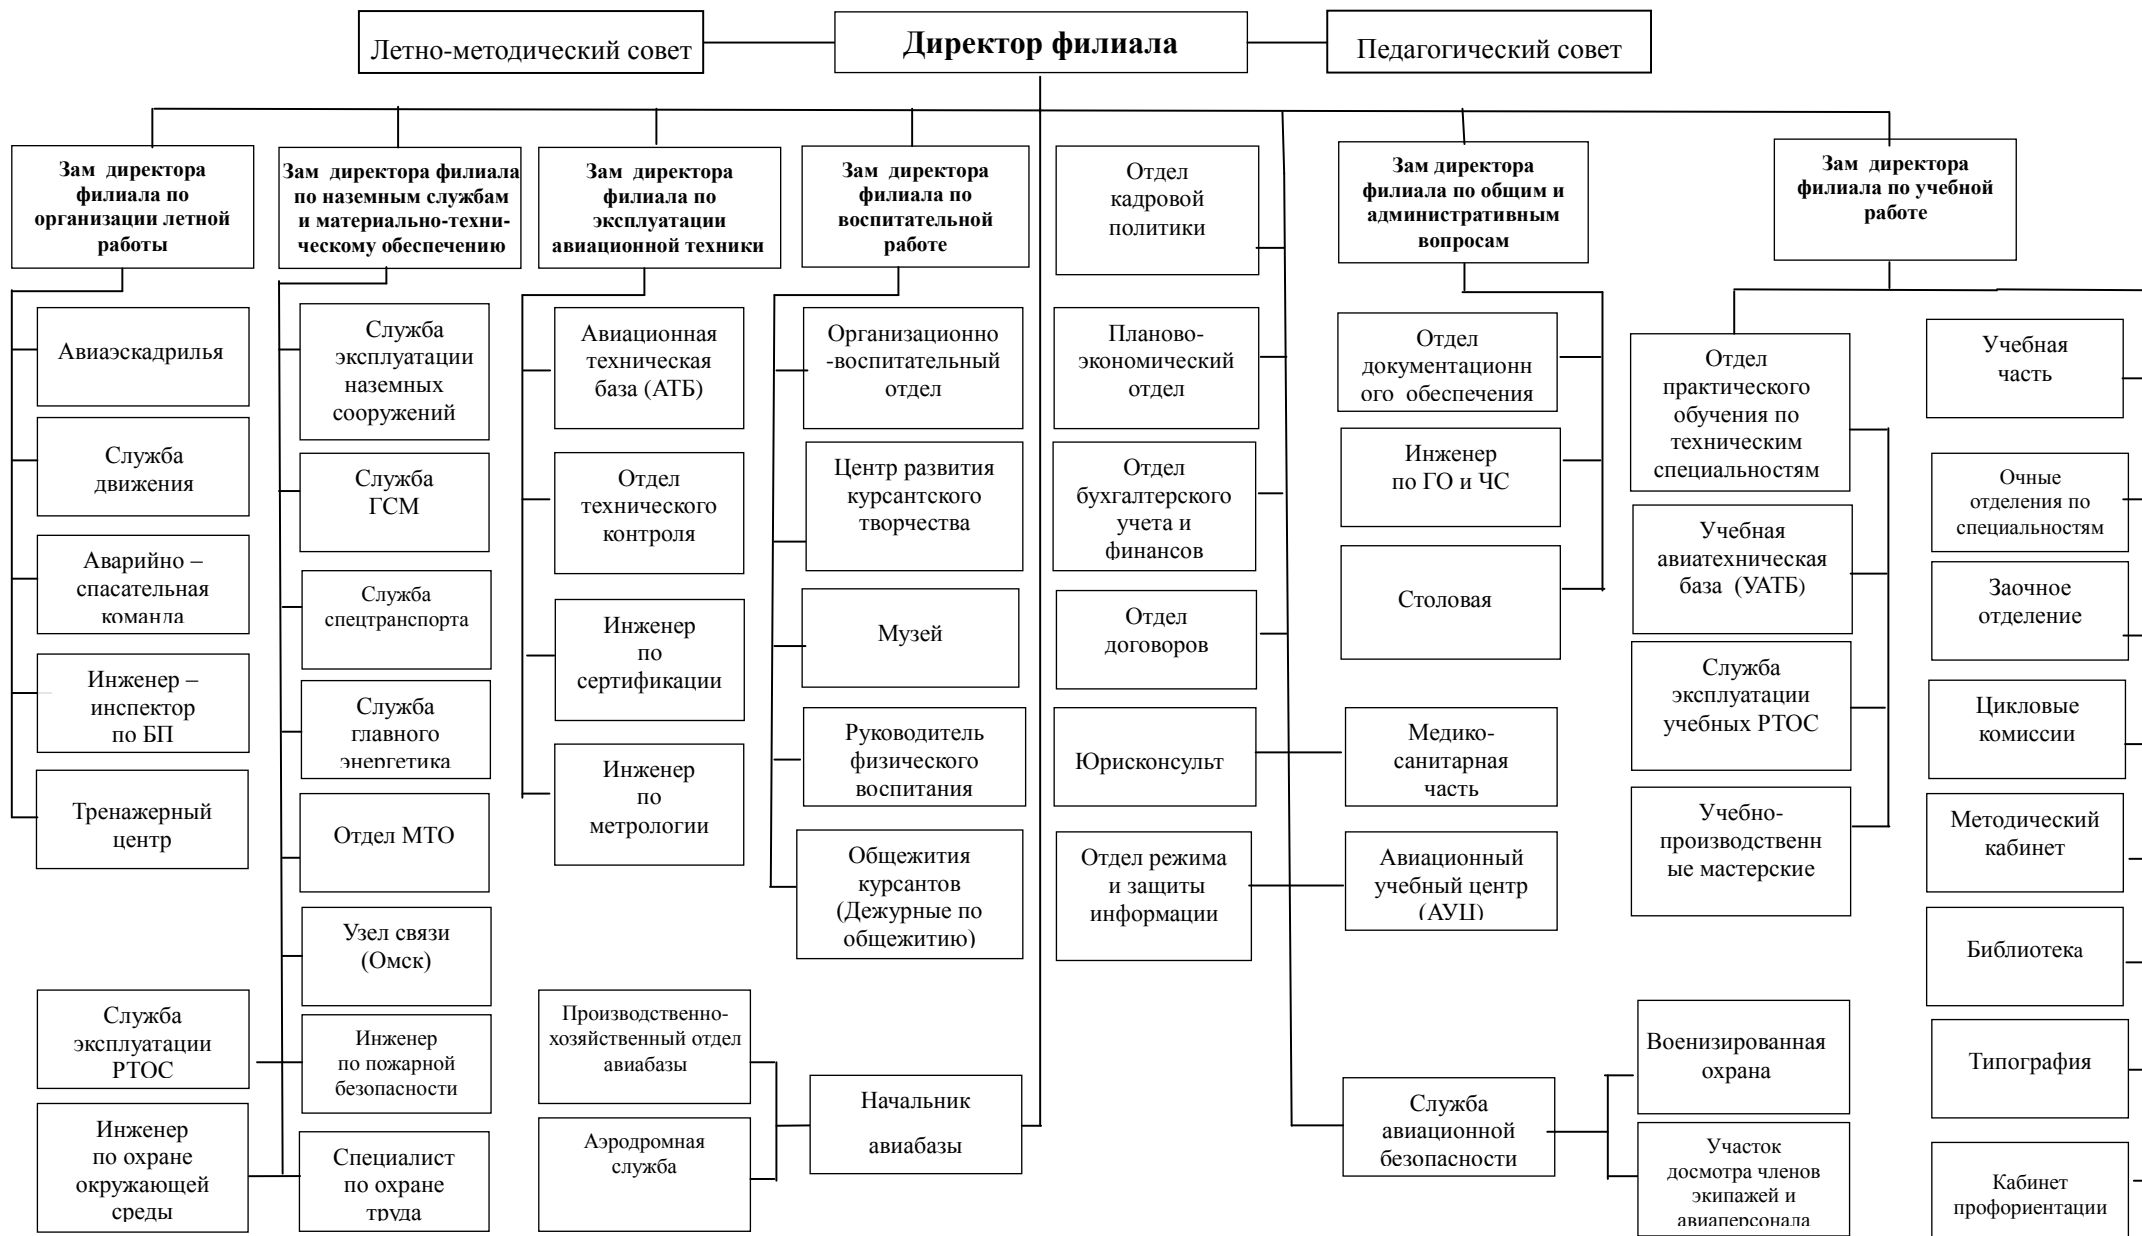 Летно-методический совет
Директор филиала
Педагогический совет
Зам директора
филиала по
организации летной
работы
Зам директора филиала
по наземным службам
и материально-техни-
ческому обеспечению
Зам директора
филиала по
эксплуатации
авиационной техники
Зам директора
филиала по
воспитательной
работе
Отдел
кадровой
политики
Зам директора
филиала по общим и
административным
вопросам
Зам директора
филиала по учебной
работе
Авиаэскадрилья
Служба
движения
Аварийно –
спасательная
команда
Инженер –
инспектор
по БП
Тренажерный
центр
Служба
эксплуатации
наземных
сооружений
Служба
ГСМ
Служба
спецтранспорта
Служба
главного
энергетика
Отдел МТО
Узел связи
(Омск)
Служба
эксплуатации
РТОС
Инженер
по пожарной
безопасности
Инженер
по охране
окружающей
среды
Специалист
по охране
труда
Авиационная
техническая
база (АТБ)
Отдел
технического
контроля
Инженер
по
сертификации
Инженер
по
метрологии
Организационно
-воспитательный
отдел
Центр развития
курсантского
творчества
Музей
Руководитель
физического
воспитания
Общежития
курсантов
(Дежурные по
общежитию)
Производственно-
хозяйственный отдел
авиабазы
Аэродромная
служба
Начальник
авиабазы
Планово-
экономический
отдел
Отдел
бухгалтерского
учета и
финансов
Отдел
договоров
Юрисконсульт
Отдел режима
и защиты
информации
Отдел
документационн
ого обеспечения
Инженер
по ГО и ЧС
Столовая
Медико-
санитарная
часть
Авиационный
учебный центр
(АУЦ)
Служба
авиационной
безопасности
Военизированная
охрана
Участок
досмотра членов
экипажей и
авиаперсонала
Отдел
практического
обучения по
техническим
специальностям
Учебная
авиатехническая
база (УАТБ)
Служба
эксплуатации
учебных РТОС
Учебно-
производственн
ые мастерские
Учебная
часть
Очные
отделения по
специальностям
Заочное
отделение
Цикловые
комиссии
Методический
кабинет
Библиотека
Типография
Кабинет
профориентации